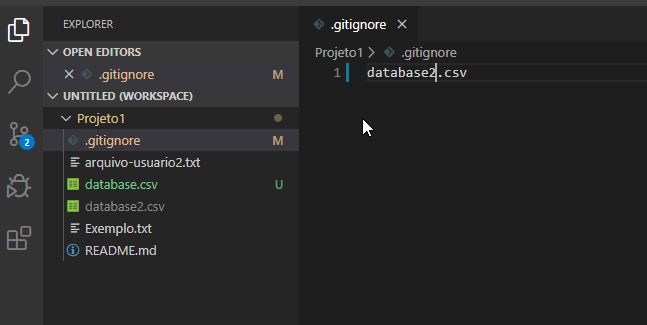 EXPLORER
OPEN EDITORS
.gitignore M
UNTITLED (WORKSPACE)
Projeto1
.gitignore M
arquivo-usuario2.txt
database.csv U
database2.csv
Exemplo.txt
README.md
2
.gitignore
Projeto1 > .gitignore
1 database2.csv